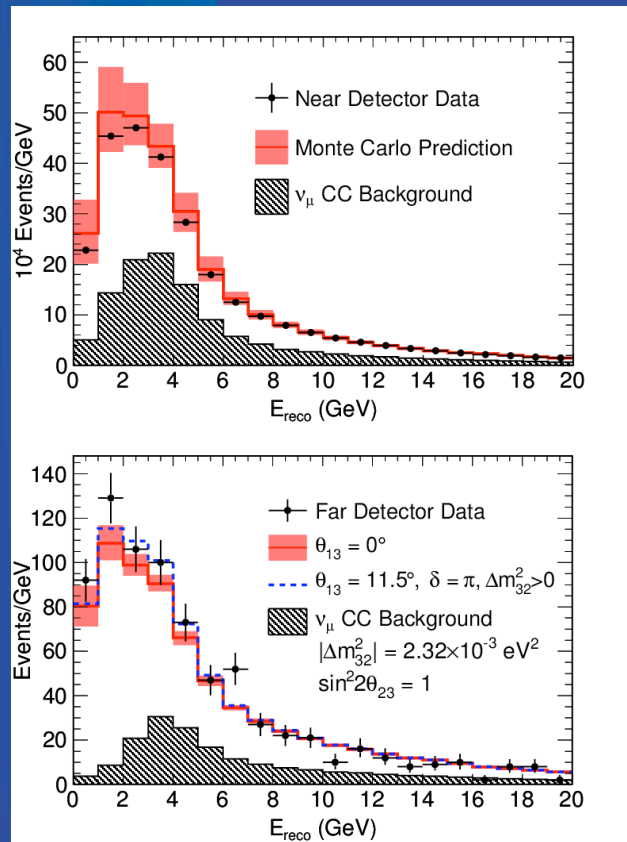 60
50
40
30
20
10
0
10⁴ Events/GeV
Near Detector Data
Monte Carlo Prediction
νμ CC Background
0 2 4 6 8 10 12 14 16 18 20
E_reco (GeV)
140
120
100
80
60
40
20
0
Events/GeV
Far Detector Data
θ₁₃ = 0°
θ₁₃ = 11.5°, δ = π, Δm²₃₂>0
νμ CC Background
|Δm²₃₂| = 2.32×10⁻³ eV²
sin²2θ₂₃ = 1
0 2 4 6 8 10 12 14 16 18 20
E_reco (GeV)